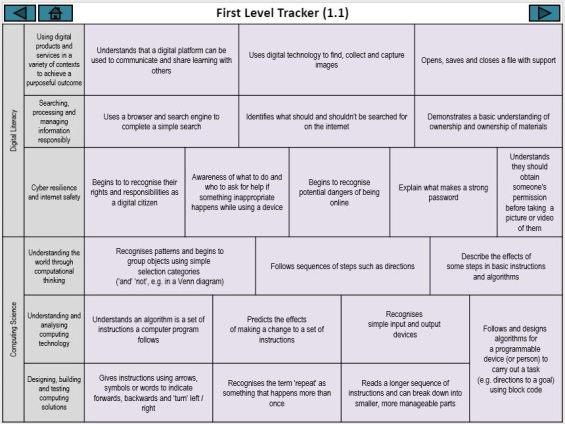 First Level Tracker (1.1)
Digital Literacy
Using digital
products and
services in a
variety of contexts
to achieve a
purposeful outcome
Understands that a digital platform can be
used to communicate and share learning with
others
Uses digital technology to find, collect and capture
images
Opens, saves and closes a file with support
Searching,
processing and
managing
information
responsibly
Uses a browser and search engine to
complete a simple search
Identifies what should and shouldn't be searched for
on the internet
Demonstrates a basic understanding of
ownership and ownership of materials
Cyber resilience
and internet safety
Begins to to recognise their
rights and responsibilities as
a digital citizen
Awareness of what to do and
who to ask for help if
something inappropriate
happens while using a device
Begins to recognise
potential dangers of being
online
Explain what makes a strong
password
Understands
they should
obtain
someone's
permission
before taking a
picture or video
of them
Computing Science
Understanding the
world through
computational
thinking
Recognises patterns and begins to
group objects using simple
selection categories
('and' 'not', e.g. in a Venn diagram)
Follows sequences of steps such as directions
Describe the effects of
some steps in basic instructions
and algorithms
Understanding and
analysing
computing
technology
Understands an algorithm is a set of
instructions a computer program
follows
Predicts the effects
of making a change to a set of
instructions
Recognises
simple input and output
devices
Follows and designs
algorithms for
a programmable
device (or person) to
carry out a task
(e.g. directions to a goal)
using block code
Designing, building
and testing
computing
solutions
Gives instructions using arrows,
symbols or words to indicate
forwards, backwards and 'turn' left /
right
Recognises the term 'repeat' as
something that happens more than
once
Reads a longer sequence of
instructions and can break down into
smaller, more manageable parts